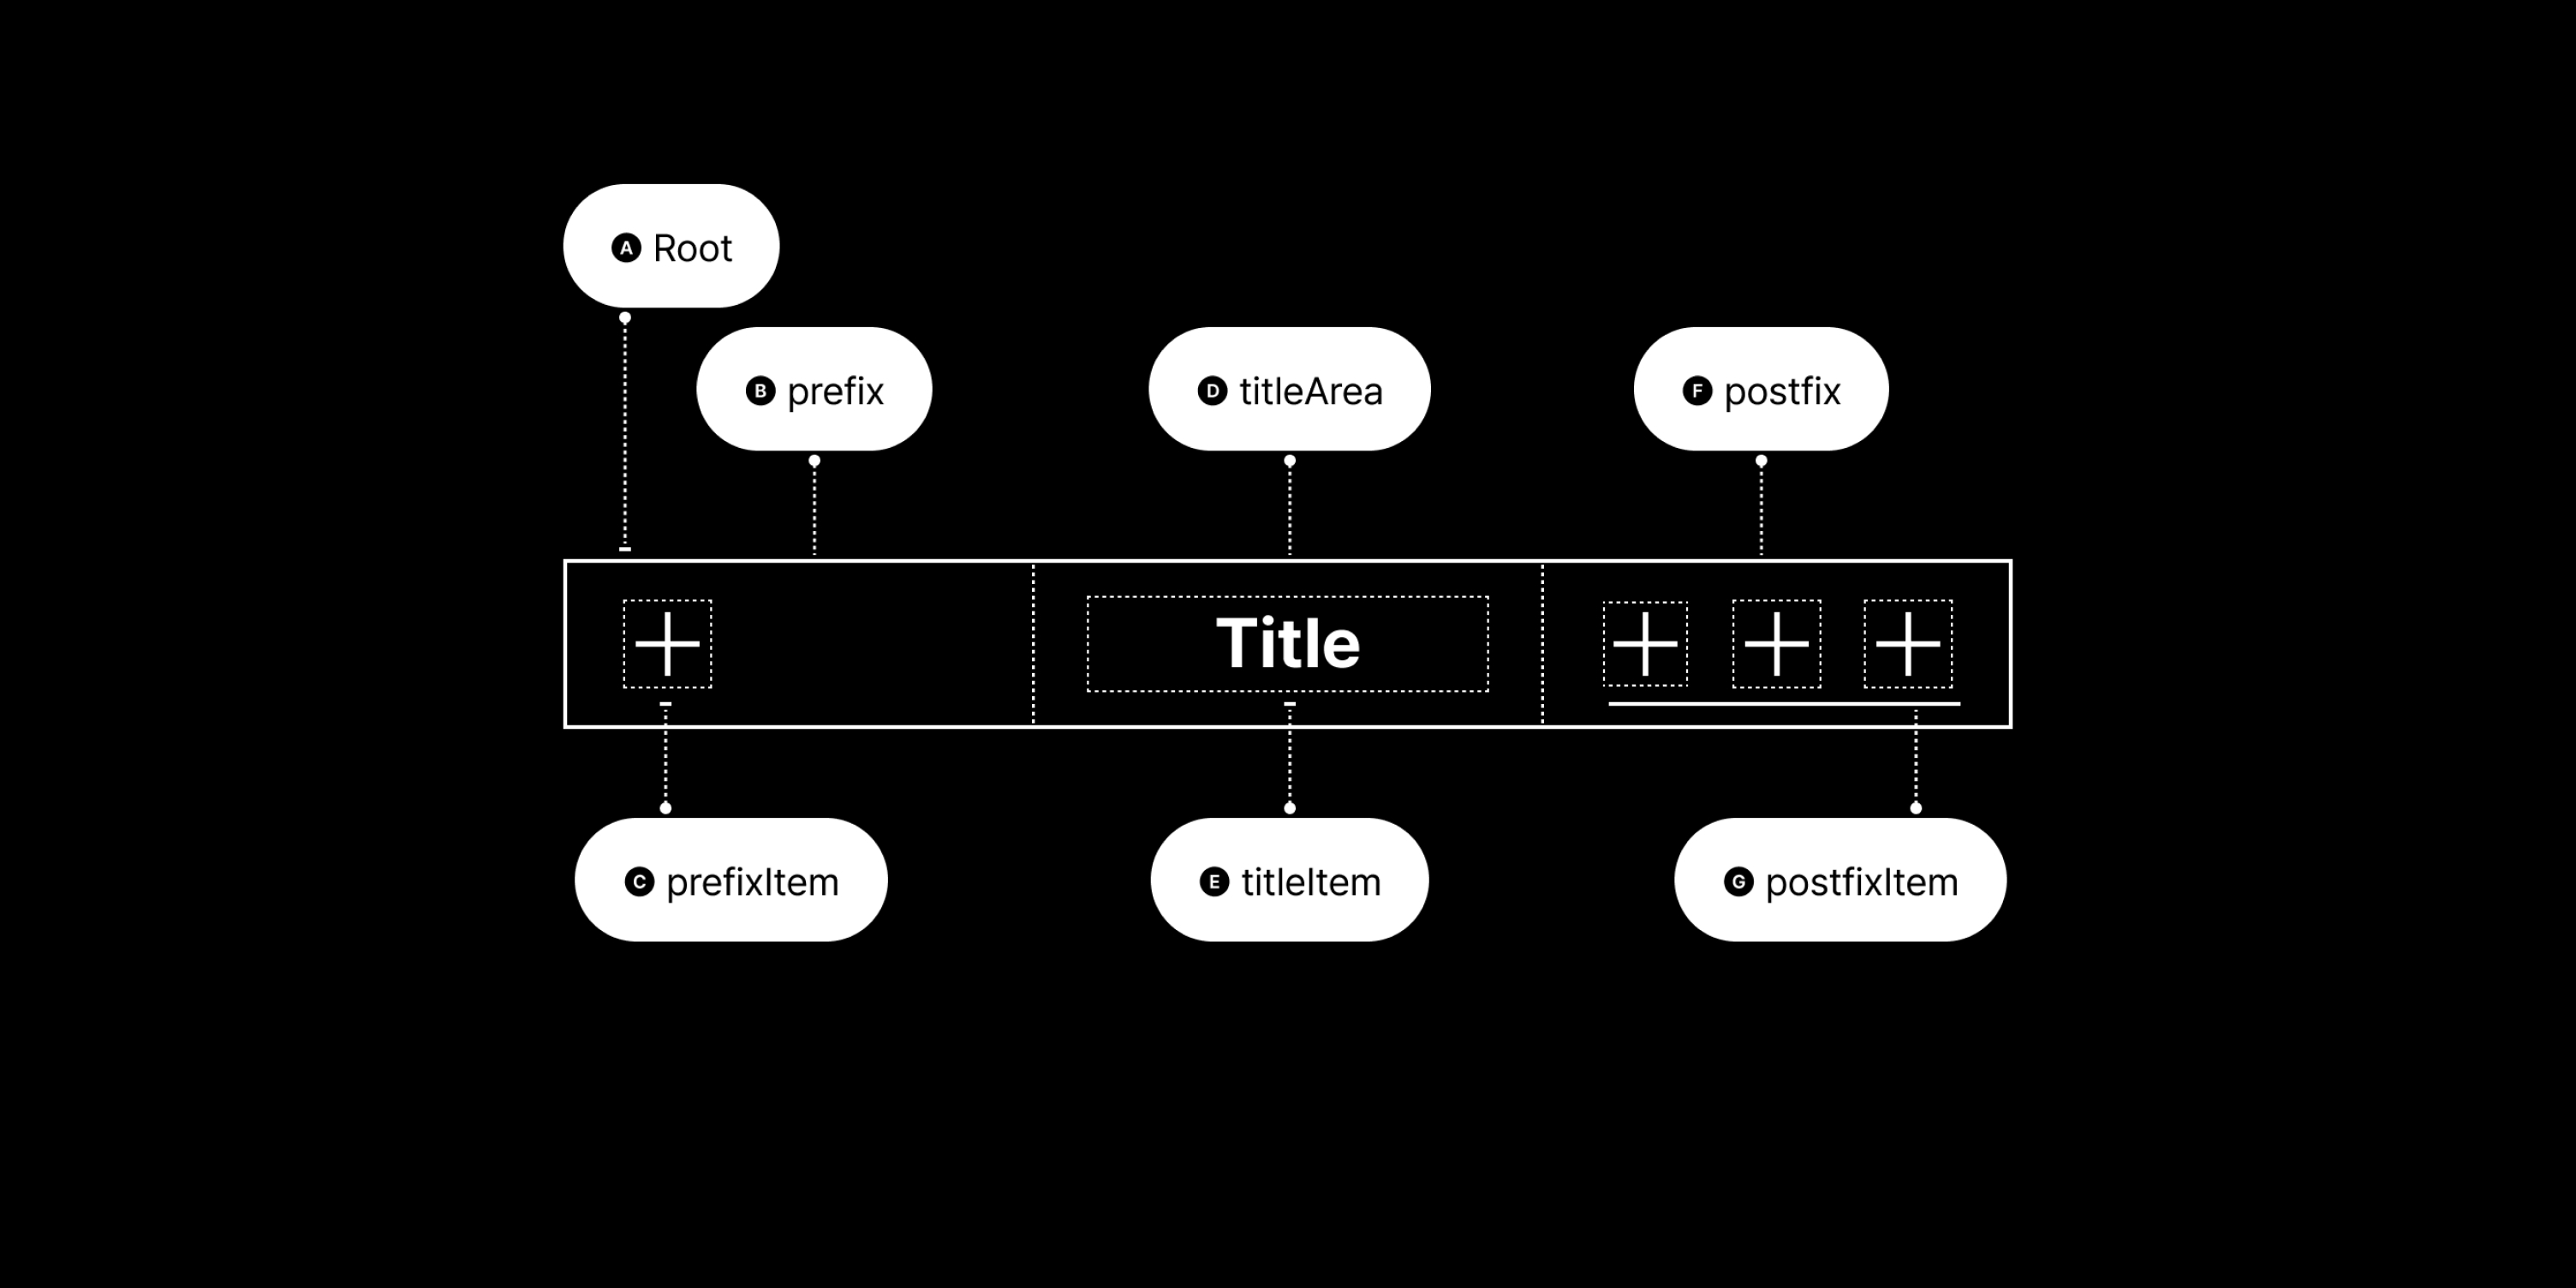 A Root
B prefix
D titleArea
F postfix
Title
C prefixItem
E titleItem
G postfixItem